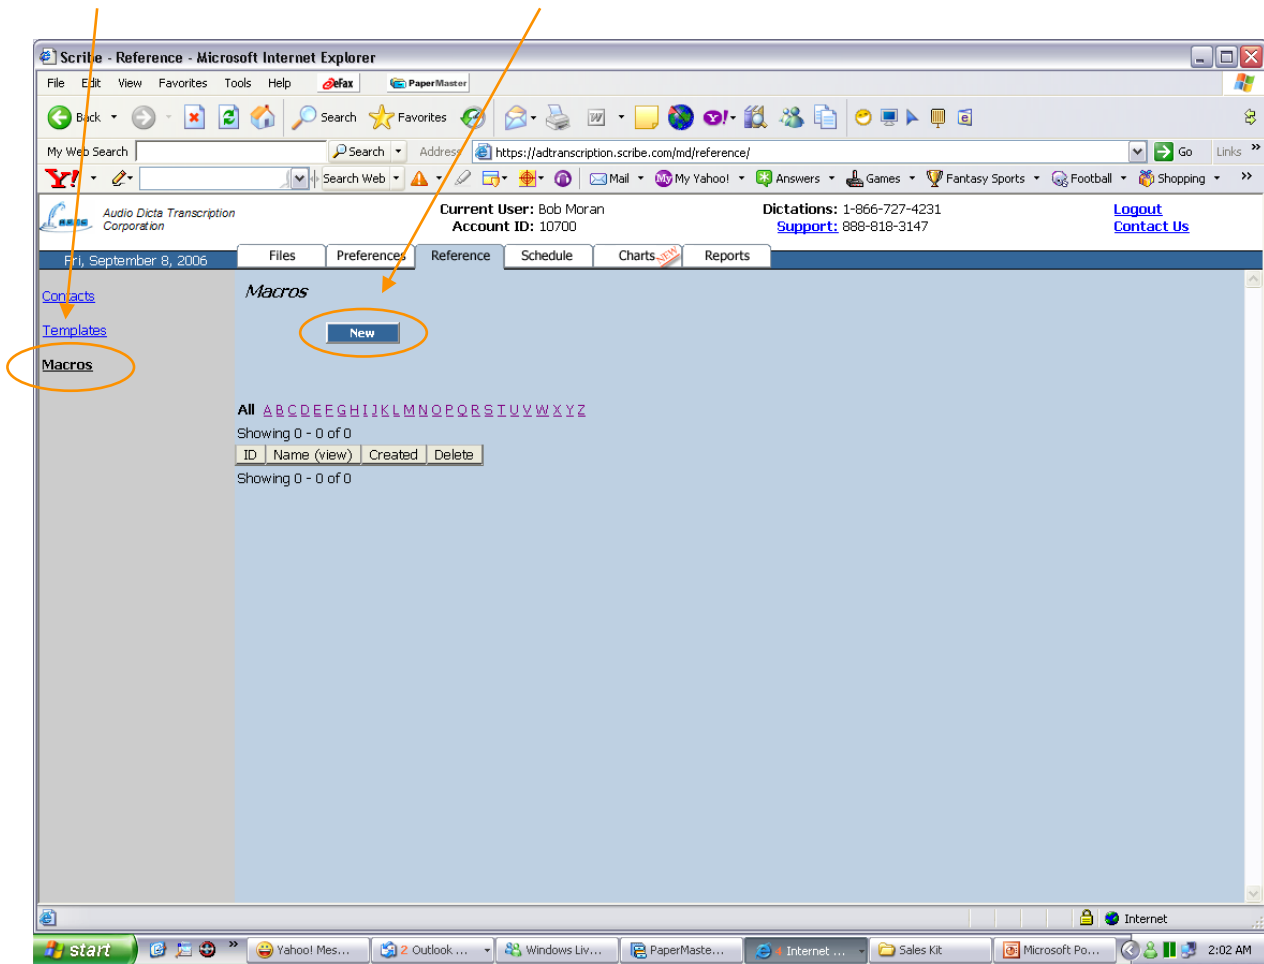 Scribe - Reference - Microsoft Internet Explorer
File Edit View Favorites Tools Help eFax PaperMaster
Back Search Favorites
My Web Search Search Address https://adtranscription.scribe.com/md/reference/ Go Links »
Y! Search Web Mail My Yahoo! Answers Games Fantasy Sports Football Shopping »
Audio Dicta Transcription Corporation
Current User: Bob Moran
Account ID: 10700
Dictations: 1-866-727-4231
Support: 888-818-3147
Logout
Contact Us
Fri, September 8, 2006 Files Preferences Reference Schedule Charts NEW Reports
Contacts
Templates
Macros
Macros
New
All A B C D E F G H I J K L M N O P Q R S T U V W X Y Z
Showing 0 - 0 of 0
ID Name (view) Created Delete
Showing 0 - 0 of 0
Internet
start » Yahoo! Mes... 2 Outlook ... Windows Liv... PaperMaste... 4 Internet ... Sales Kit Microsoft Po... 2:02 AM